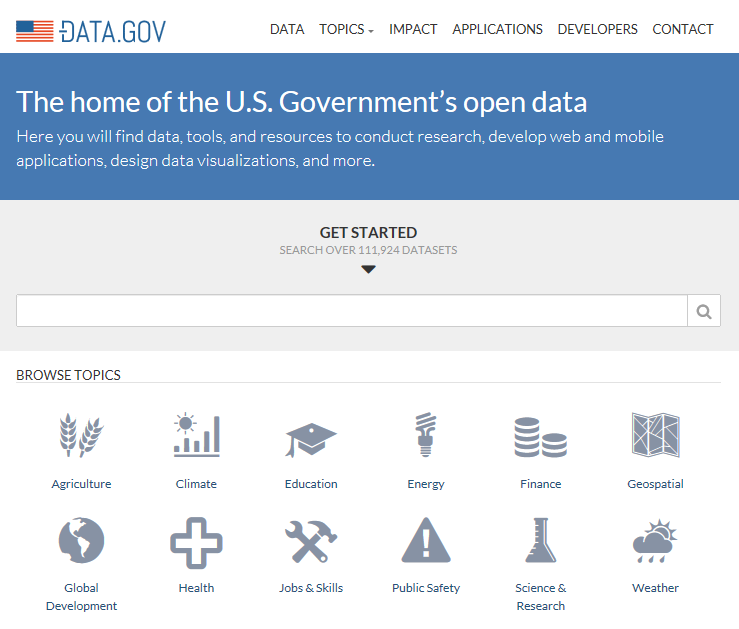 DATA.GOV
DATA TOPICS IMPACT APPLICATIONS DEVELOPERS CONTACT
The home of the U.S. Government’s open data
Here you will find data, tools, and resources to conduct research, develop web and mobile
applications, design data visualizations, and more.
GET STARTED
SEARCH OVER 111,924 DATASETS
BROWSE TOPICS
Agriculture Climate Education Energy Finance Geospatial
Global Health Jobs & Skills Public Safety Science & Weather
Development Research